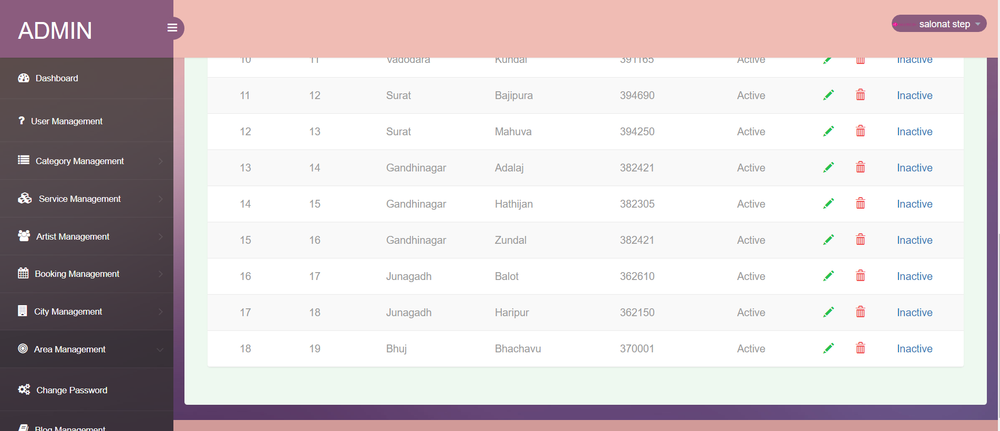 ADMIN
salonat step
Dashboard
User Management
Category Management
Service Management
Artist Management
Booking Management
City Management
Area Management
Change Password
Blog Management
10 11 Vadodara Kundal 391165 Active Inactive
11 12 Surat Bajipura 394690 Active Inactive
12 13 Surat Mahuva 394250 Active Inactive
13 14 Gandhinagar Adalaj 382421 Active Inactive
14 15 Gandhinagar Hathijan 382305 Active Inactive
15 16 Gandhinagar Zundal 382421 Active Inactive
16 17 Junagadh Balot 362610 Active Inactive
17 18 Junagadh Haripur 362150 Active Inactive
18 19 Bhuj Bhachavu 370001 Active Inactive